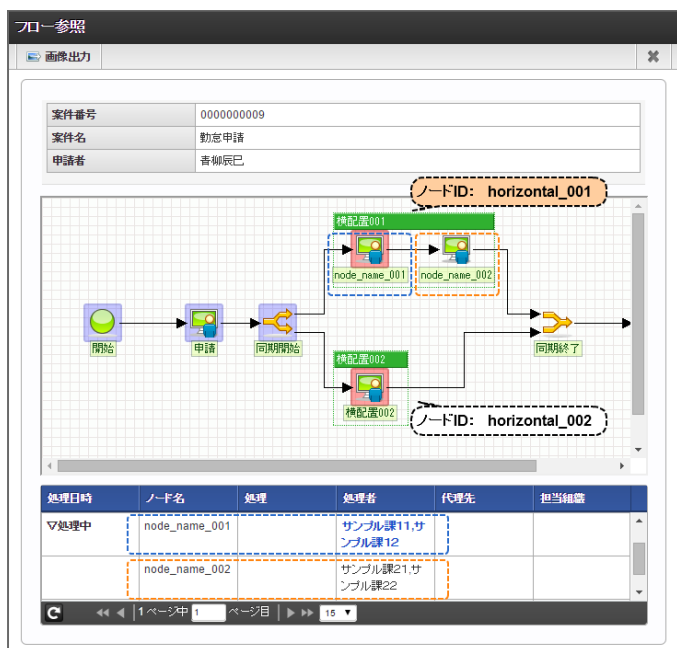 フロー参照
画像出力
案件番号 0000000009
案件名 勤怠申請
申請者 青柳辰巳
ノードID: horizontal_001
横配置001
node_name_001 node_name_002
開始 申請 同期開始 同期終了
横配置002
横配置002
ノードID: horizontal_002
処理日時 ノード名 処理 処理者 代理先 担当組織
▽処理中 node_name_001 サンプル課11,サ
ンプル課12
node_name_002 サンプル課21,サ
ンプル課22
1 ページ中 1 ページ目 15